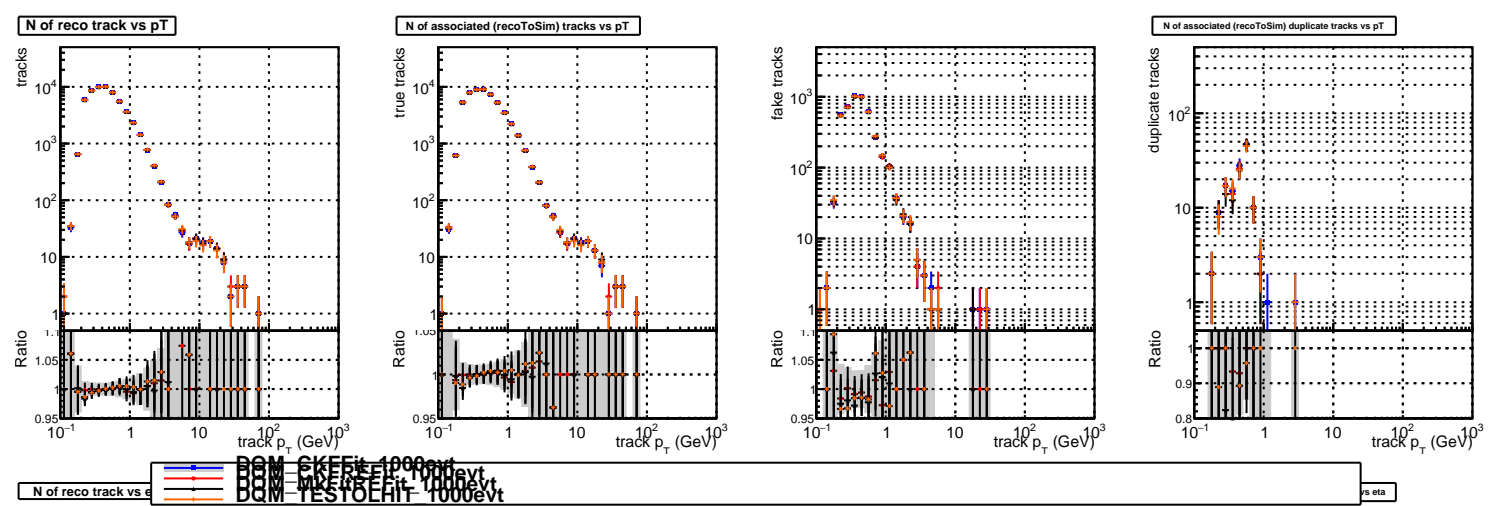 N of reco track vs pT
N of associated (recoToSim) tracks vs pT
N of associated (recoToSim) duplicate tracks vs pT
tracks
10^4
10^3
10^2
10
1
Ratio
1.1
1.05
1
0.95
10^-1 1 10 10^2 10^3
track p_T (GeV)
true tracks
10^4
10^3
10^2
10
1
Ratio
1.05
1
0.95
10^-1 1 10 10^2 10^3
track p_T (GeV)
fake tracks
10^3
10^2
10
1
Ratio
1.1
1.05
1
0.95
10^-1 1 10 10^2 10^3
track p_T (GeV)
duplicate tracks
10^2
10
1
Ratio
1
0.9
0.8
10^-1 1 10 10^2 10^3
track p_T (GeV)
DQM_CKFFit_1000evt
DQM_CKFREFit_1000evt
DQM_MKFitREFit_1000evt
DQM_TESTOLHIT_1000evt
N of reco track vs e
vs eta